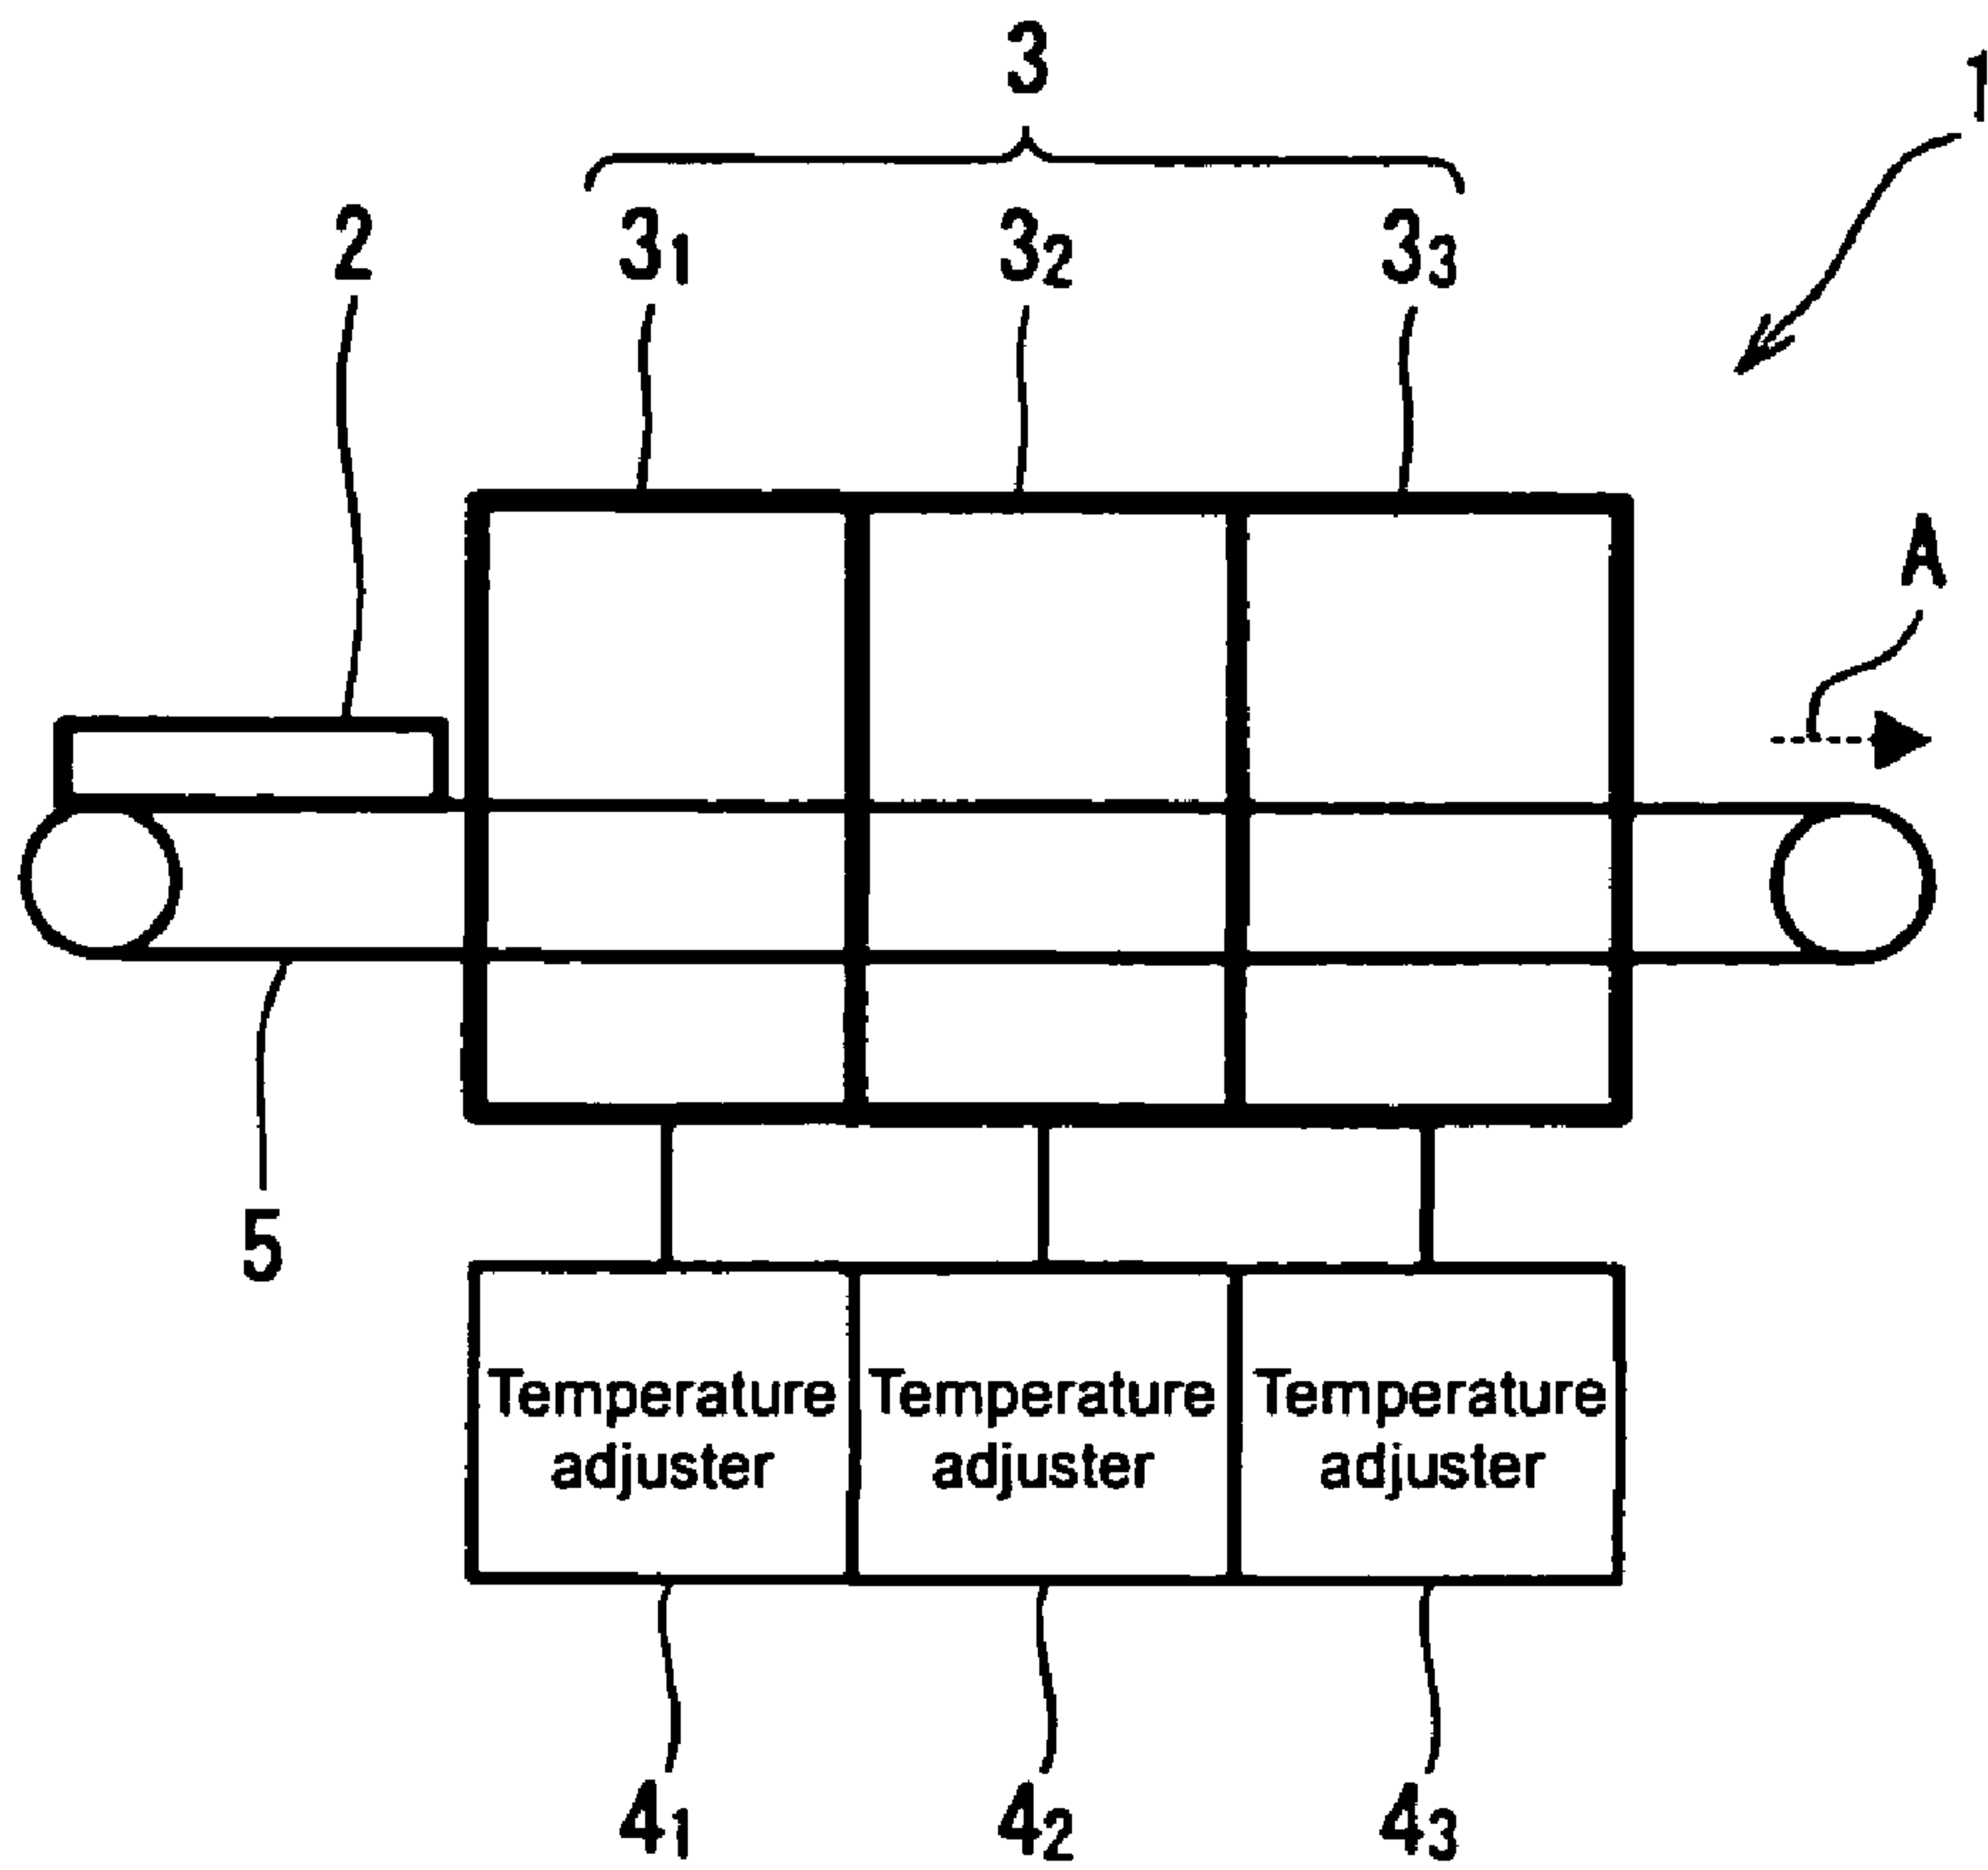 3
1
2 3₁ 3₂ 3₃
A
5
Temperature Temperature Temperature
adjuster adjuster adjuster
4₁ 4₂ 4₃